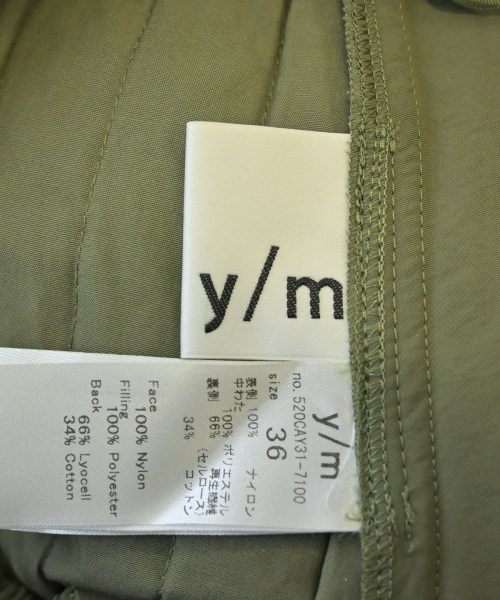 y/m
y/m
no. 520CAY31-7100
size 36
表側 100% ナイロン
中わた 100% ポリエステル
裏側 66% 再生繊維
(セルロース)
34% コットン
Face
100% Nylon
Filling
100% Polyester
Back
66% Lyocell
34% Cotton